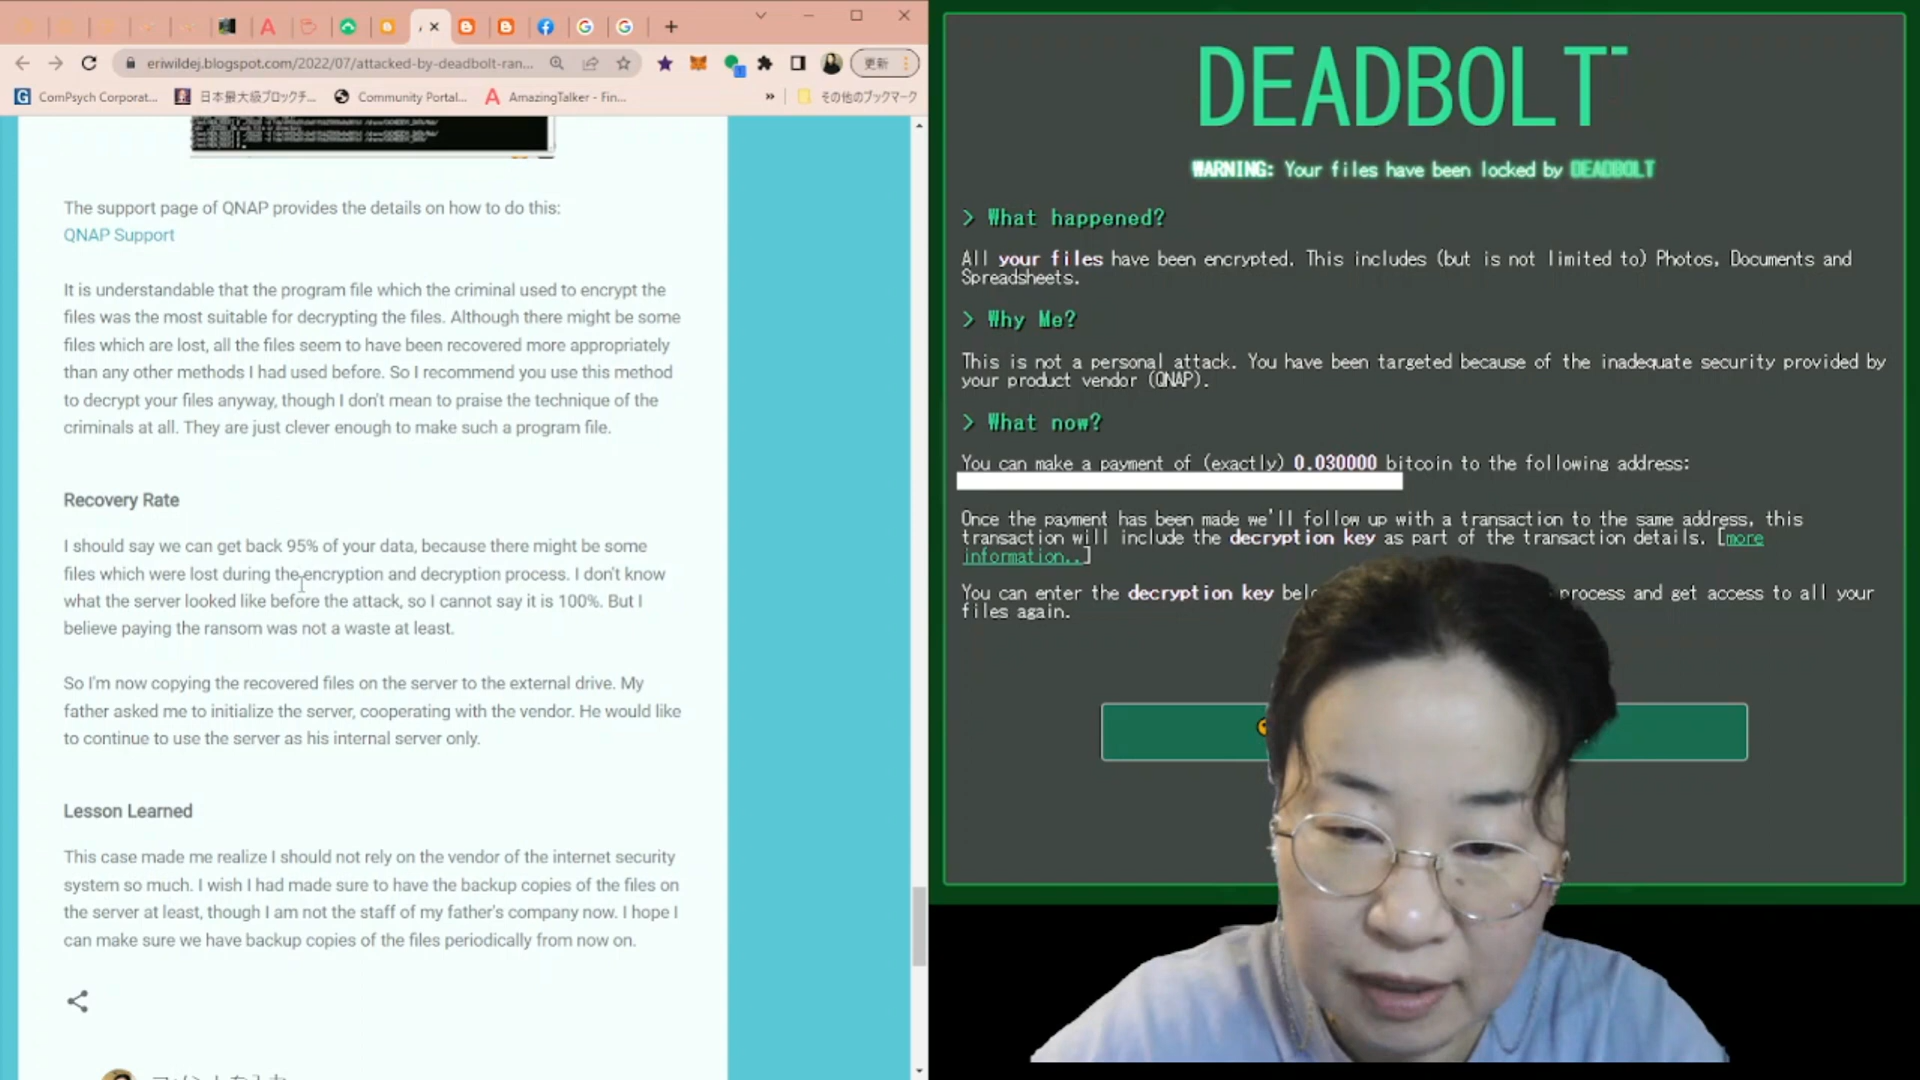 eriwildej.blogspot.com/2022/07/attacked-by-deadbolt-ran...
更新
ComPsych Corporat...
日本最大級ブロックチ...
Community Portal...
AmazingTalker - Fin...
»
その他のブックマーク
The support page of QNAP provides the details on how to do this:
QNAP Support
It is understandable that the program file which the criminal used to encrypt the
files was the most suitable for decrypting the files. Although there might be some
files which are lost, all the files seem to have been recovered more appropriately
than any other methods I had used before. So I recommend you use this method
to decrypt your files anyway, though I don't mean to praise the technique of the
criminals at all. They are just clever enough to make such a program file.
Recovery Rate
I should say we can get back 95% of your data, because there might be some
files which were lost during the encryption and decryption process. I don't know
what the server looked like before the attack, so I cannot say it is 100%. But I
believe paying the ransom was not a waste at least.
So I'm now copying the recovered files on the server to the external drive. My
father asked me to initialize the server, cooperating with the vendor. He would like
to continue to use the server as his internal server only.
Lesson Learned
This case made me realize I should not rely on the vendor of the internet security
system so much. I wish I had made sure to have the backup copies of the files on
the server at least, though I am not the staff of my father's company now. I hope I
can make sure we have backup copies of the files periodically from now on.
DEADBOLT
WARNING: Your files have been locked by DEADBOLT
> What happened?
All your files have been encrypted. This includes (but is not limited to) Photos, Documents and
Spreadsheets.
> Why Me?
This is not a personal attack. You have been targeted because of the inadequate security provided by
your product vendor (QNAP).
> What now?
You can make a payment of (exactly) 0.030000 bitcoin to the following address:
Once the payment has been made we'll follow up with a transaction to the same address, this
transaction will include the decryption key as part of the transaction details. [more
information..]
You can enter the decryption key process and get access to all your
files again.